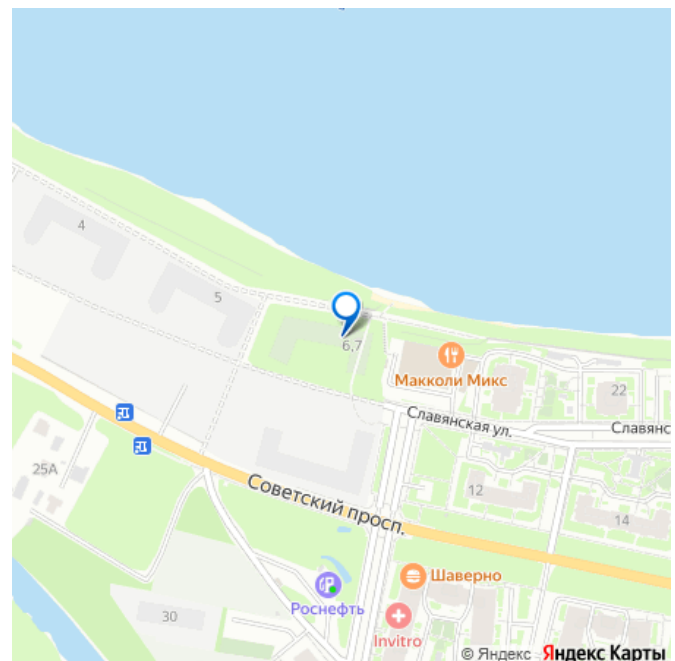 4
5
6,7
Макколи Микс
22
Славянская ул.
Славянс
25А
12
14
Советский просп.
Шаверно
Роснефть
30
Invitro
© Яндекс Яндекс Карты